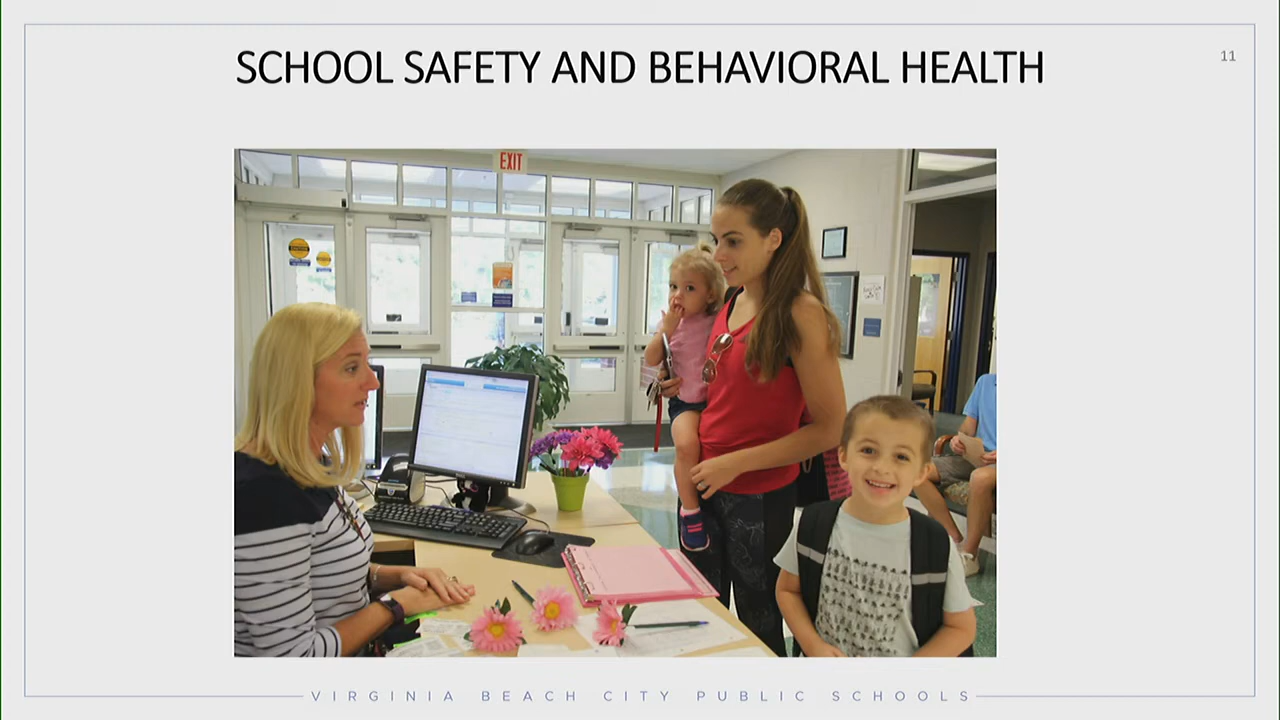 SCHOOL SAFETY AND BEHAVIORAL HEALTH
11
EXIT
VIRGINIA BEACH CITY PUBLIC SCHOOLS